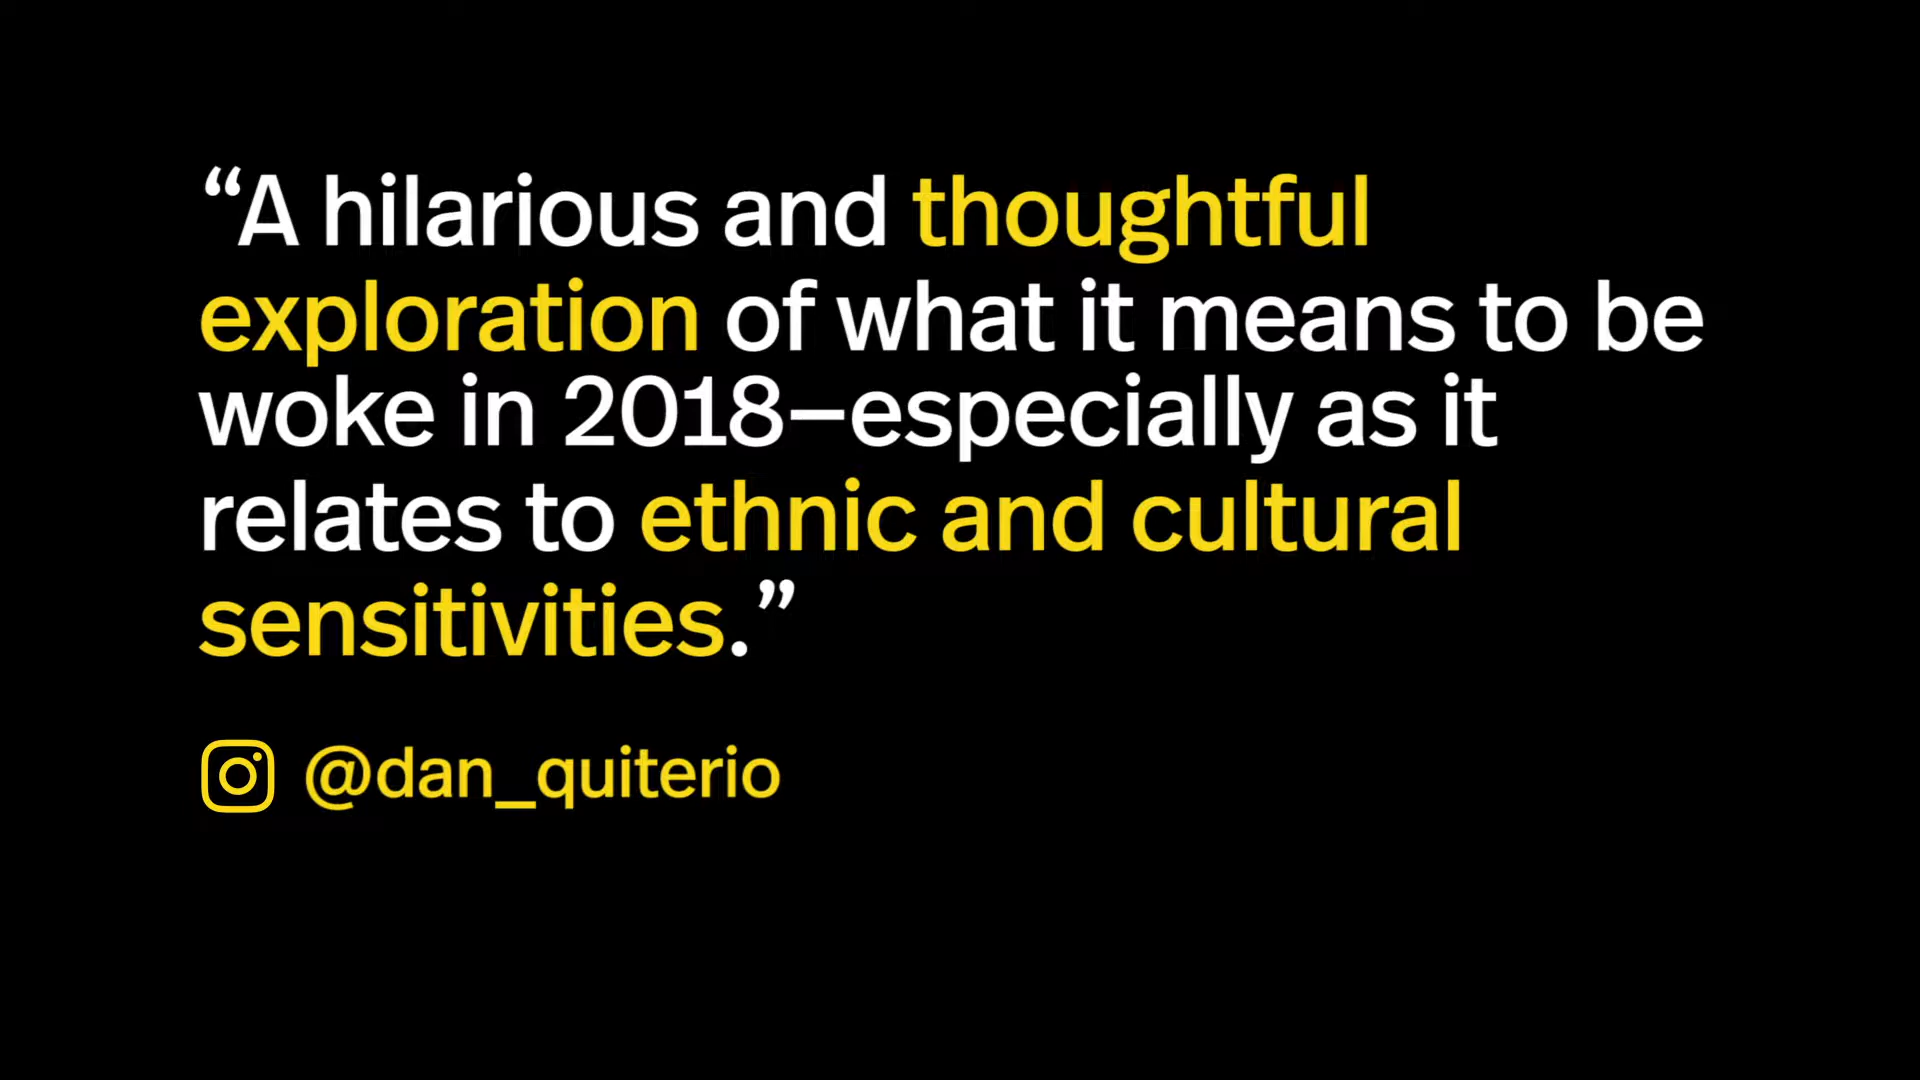 “A hilarious and thoughtful
exploration of what it means to be
woke in 2018—especially as it
relates to ethnic and cultural
sensitivities.”
@dan_quiterio